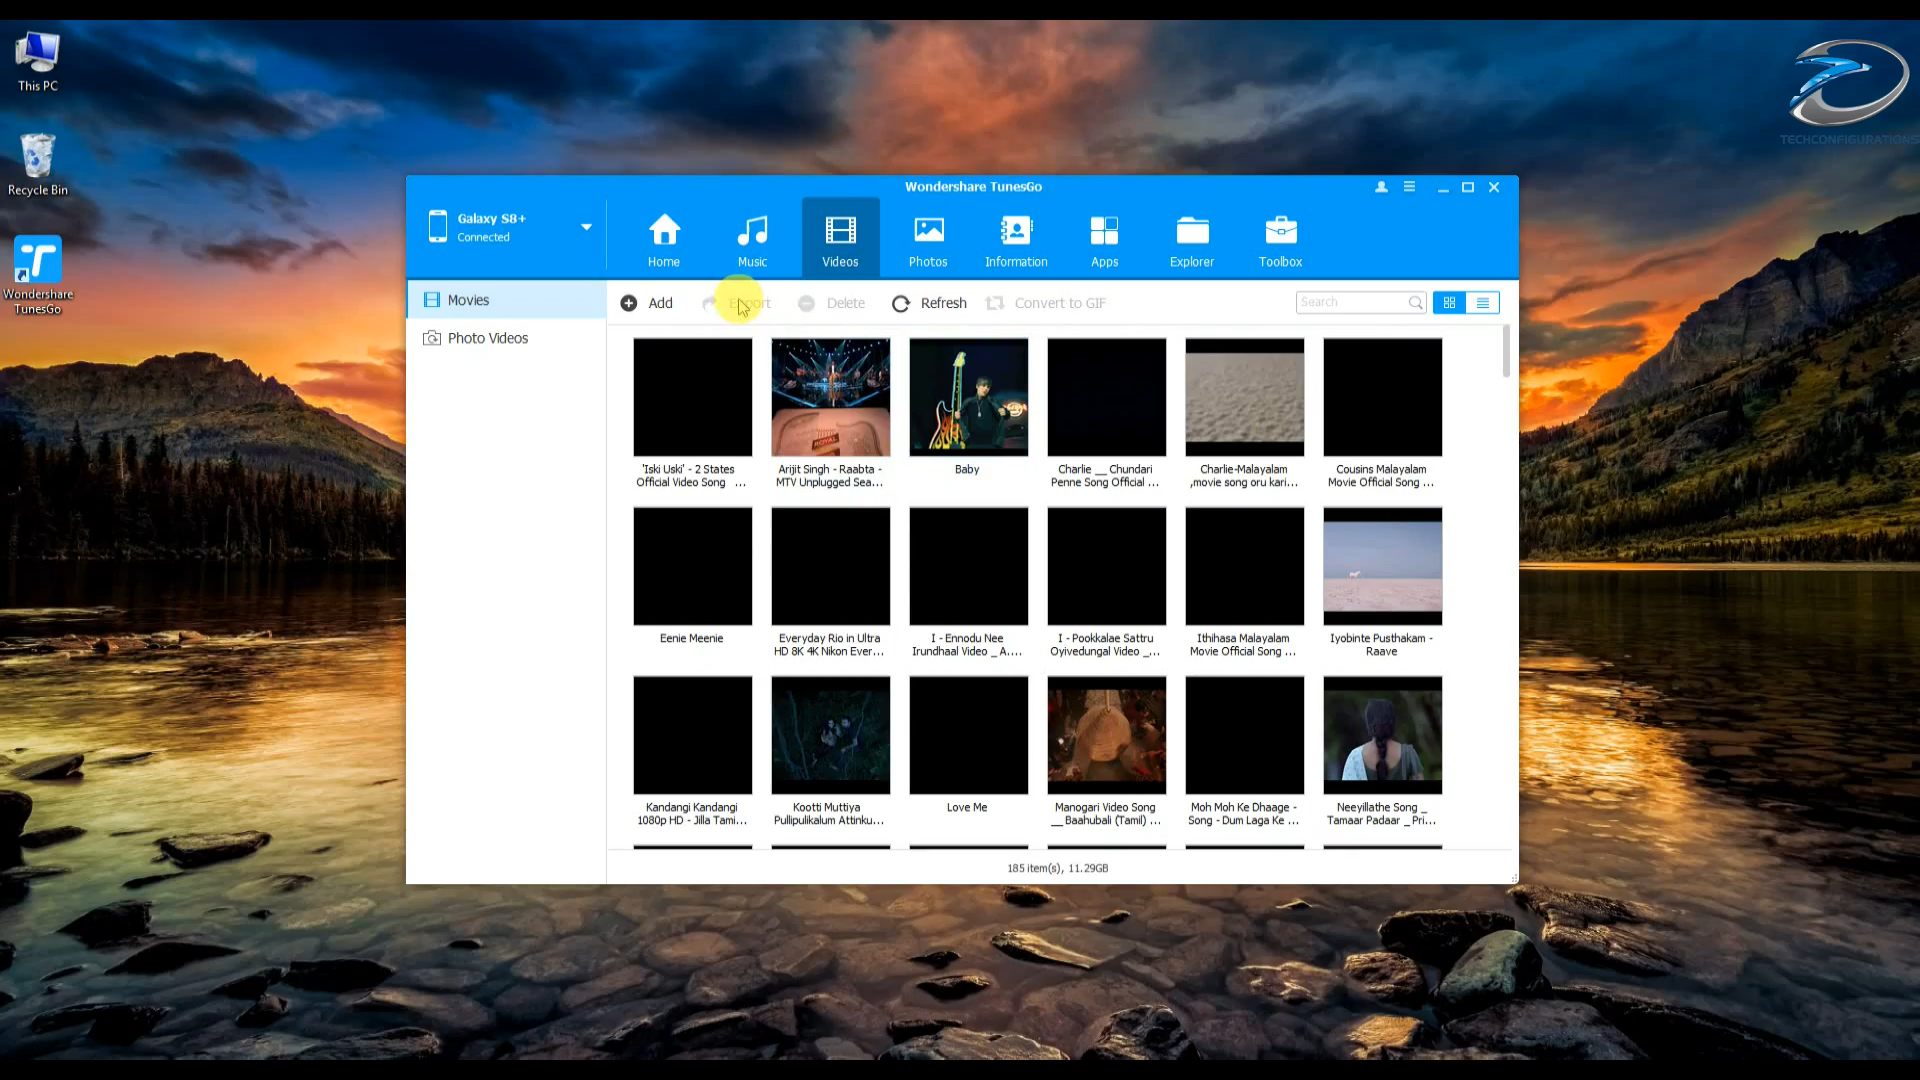 This PC
Recycle Bin
Wondershare
TunesGo
TECHCONFIGURATIONS
Wondershare TunesGo
Galaxy S8+
Connected
Home
Music
Videos
Photos
Information
Apps
Explorer
Toolbox
Movies
Photo Videos
Add
Export
Delete
Refresh
Convert to GIF
Search
'Iski Uski' - 2 States
Official Video Song ...
Arijit Singh - Raabta -
MTV Unplugged Sea...
ROYAL
Baby
Charlie __ Chundari
Penne Song Official ...
Charlie-Malayalam
,movie song oru kari...
Cousins Malayalam
Movie Official Song ...
Eenie Meenie
Everyday Rio in Ultra
HD 8K 4K Nikon Ever...
I - Ennodu Nee
Irundhaal Video _ A....
I - Pookkalae Sattru
Oyivedungal Video _...
Ithihasa Malayalam
Movie Official Song ...
Iyobinte Pusthakam -
Raave
Kandangi Kandangi
1080p HD - Jilla Tami...
Kootti Muttiya
Pullipulikalum Attinku...
Love Me
Manogari Video Song
__ Baahubali (Tamil) ...
Moh Moh Ke Dhaage -
Song - Dum Laga Ke ...
Neeyillathe Song _
Tamaar Padaar _ Pri...
185 item(s), 11.29GB